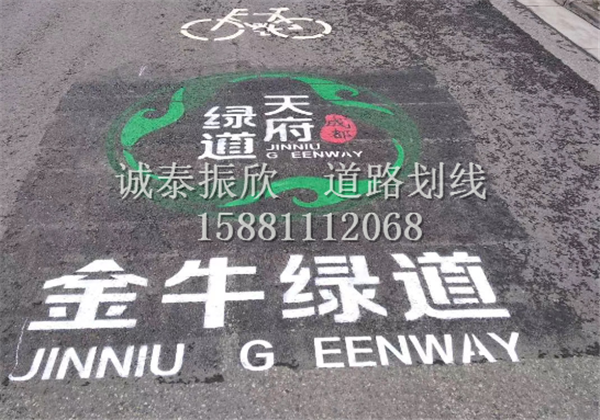 天府
绿道
成都
JINNIU
G EENWAY
诚泰振欣 道路划线
15881112068
金牛绿道
JINNIU G EENWAY